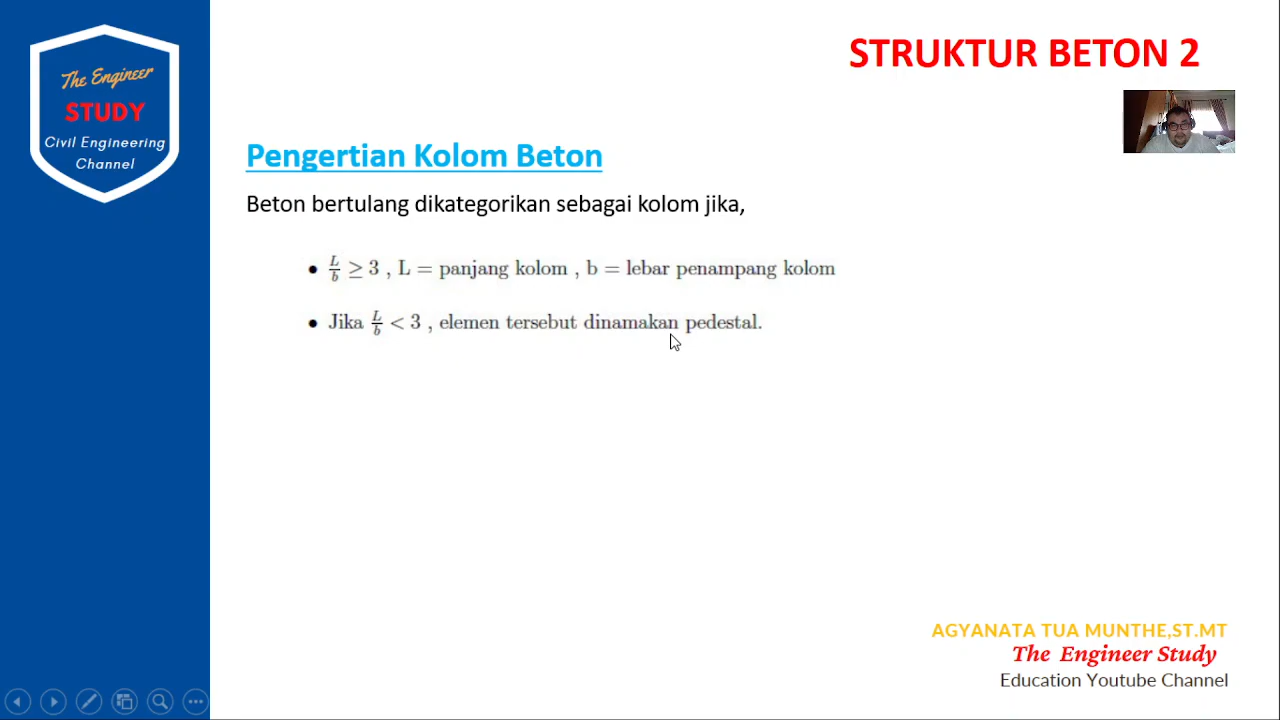 The Engineer
STUDY
Civil Engineering
Channel
STRUKTUR BETON 2
Pengertian Kolom Beton
Beton bertulang dikategorikan sebagai kolom jika,
• L/b ≥ 3 , L = panjang kolom , b = lebar penampang kolom
• Jika L/b < 3 , elemen tersebut dinamakan pedestal.
AGYANATA TUA MUNTHE,ST.MT
The Engineer Study
Education Youtube Channel